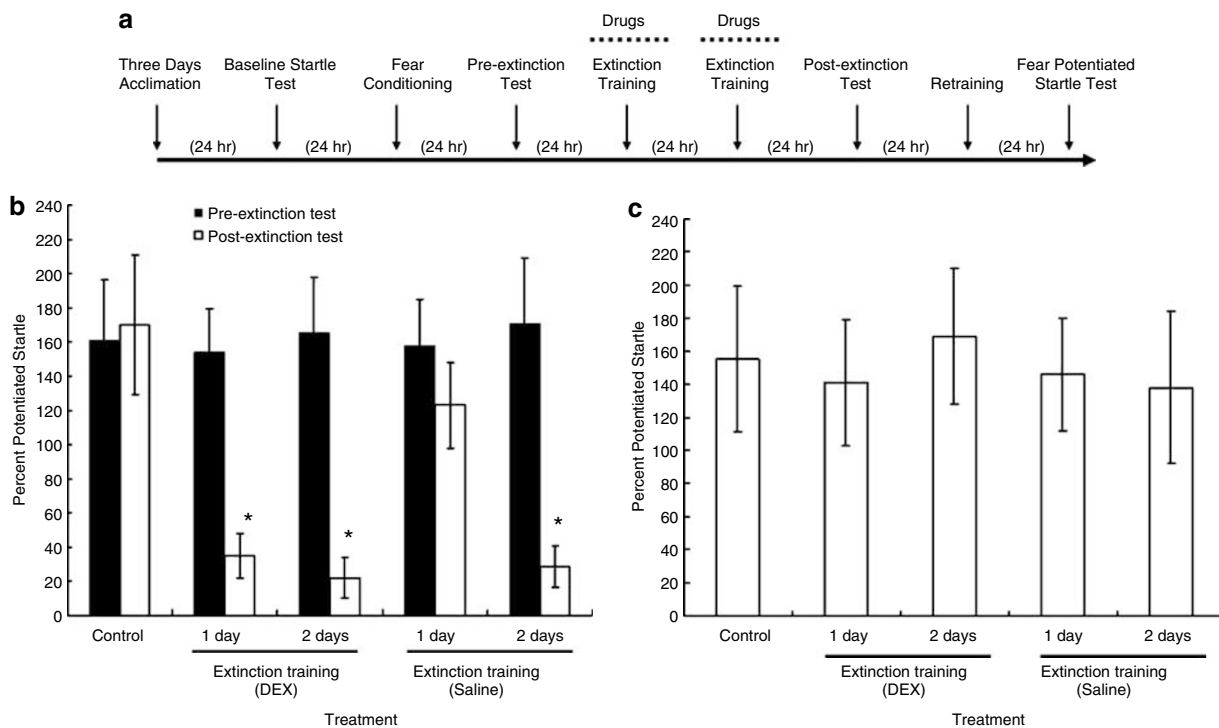 a
Drugs Drugs
Three Days Acclimation
Baseline Startle Test
Fear Conditioning
Pre-extinction Test
Extinction Training
Extinction Training
Post-extinction Test
Retraining
Fear Potentiated Startle Test
(24 hr) (24 hr) (24 hr) (24 hr) (24 hr) (24 hr) (24 hr) (24 hr)
b
Percent Potentiated Startle
240
220
200
180
160
140
120
100
80
60
40
20
0
Pre-extinction test
Post-extinction test
* * *
Control 1 day 2 days 1 day 2 days
Extinction training (DEX)
Extinction training (Saline)
Treatment
c
Percent Potentiated Startle
240
220
200
180
160
140
120
100
80
60
40
20
0
Control 1 day 2 days 1 day 2 days
Extinction training (DEX)
Extinction training (Saline)
Treatment